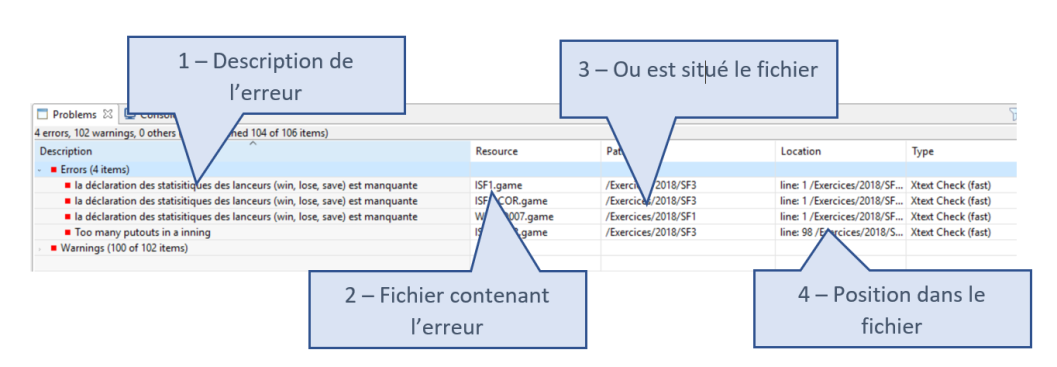 1 – Description de
l'erreur
3 – Ou est situé le fichier
Problems
4 errors, 102 warnings, 0 others
104 of 106 items)
Description
Resource
Location
Type
Errors (4 items)
la déclaration des statisitiques des lanceurs (win, lose, save) est manquante
ISF1.game
/Exercices/2018/SF3
line: 1 /Exercices/2018/SF...
Xtext Check (fast)
la déclaration des statisitiques des lanceurs (win, lose, save) est manquante
COR.game
/Exercices/2018/SF3
line: 1 /Exercices/2018/SF...
Xtext Check (fast)
la déclaration des statisitiques des lanceurs (win, lose, save) est manquante
2007.game
/Exercices/2018/SF1
line: 1 /Exercices/2018/SF...
Xtext Check (fast)
Too many putouts in a inning
.game
/Exercices/2018/SF3
line: 98 /Exercices/2018/S...
Xtext Check (fast)
Warnings (100 of 102 items)
2 – Fichier contenant
l'erreur
4 – Position dans le
fichier